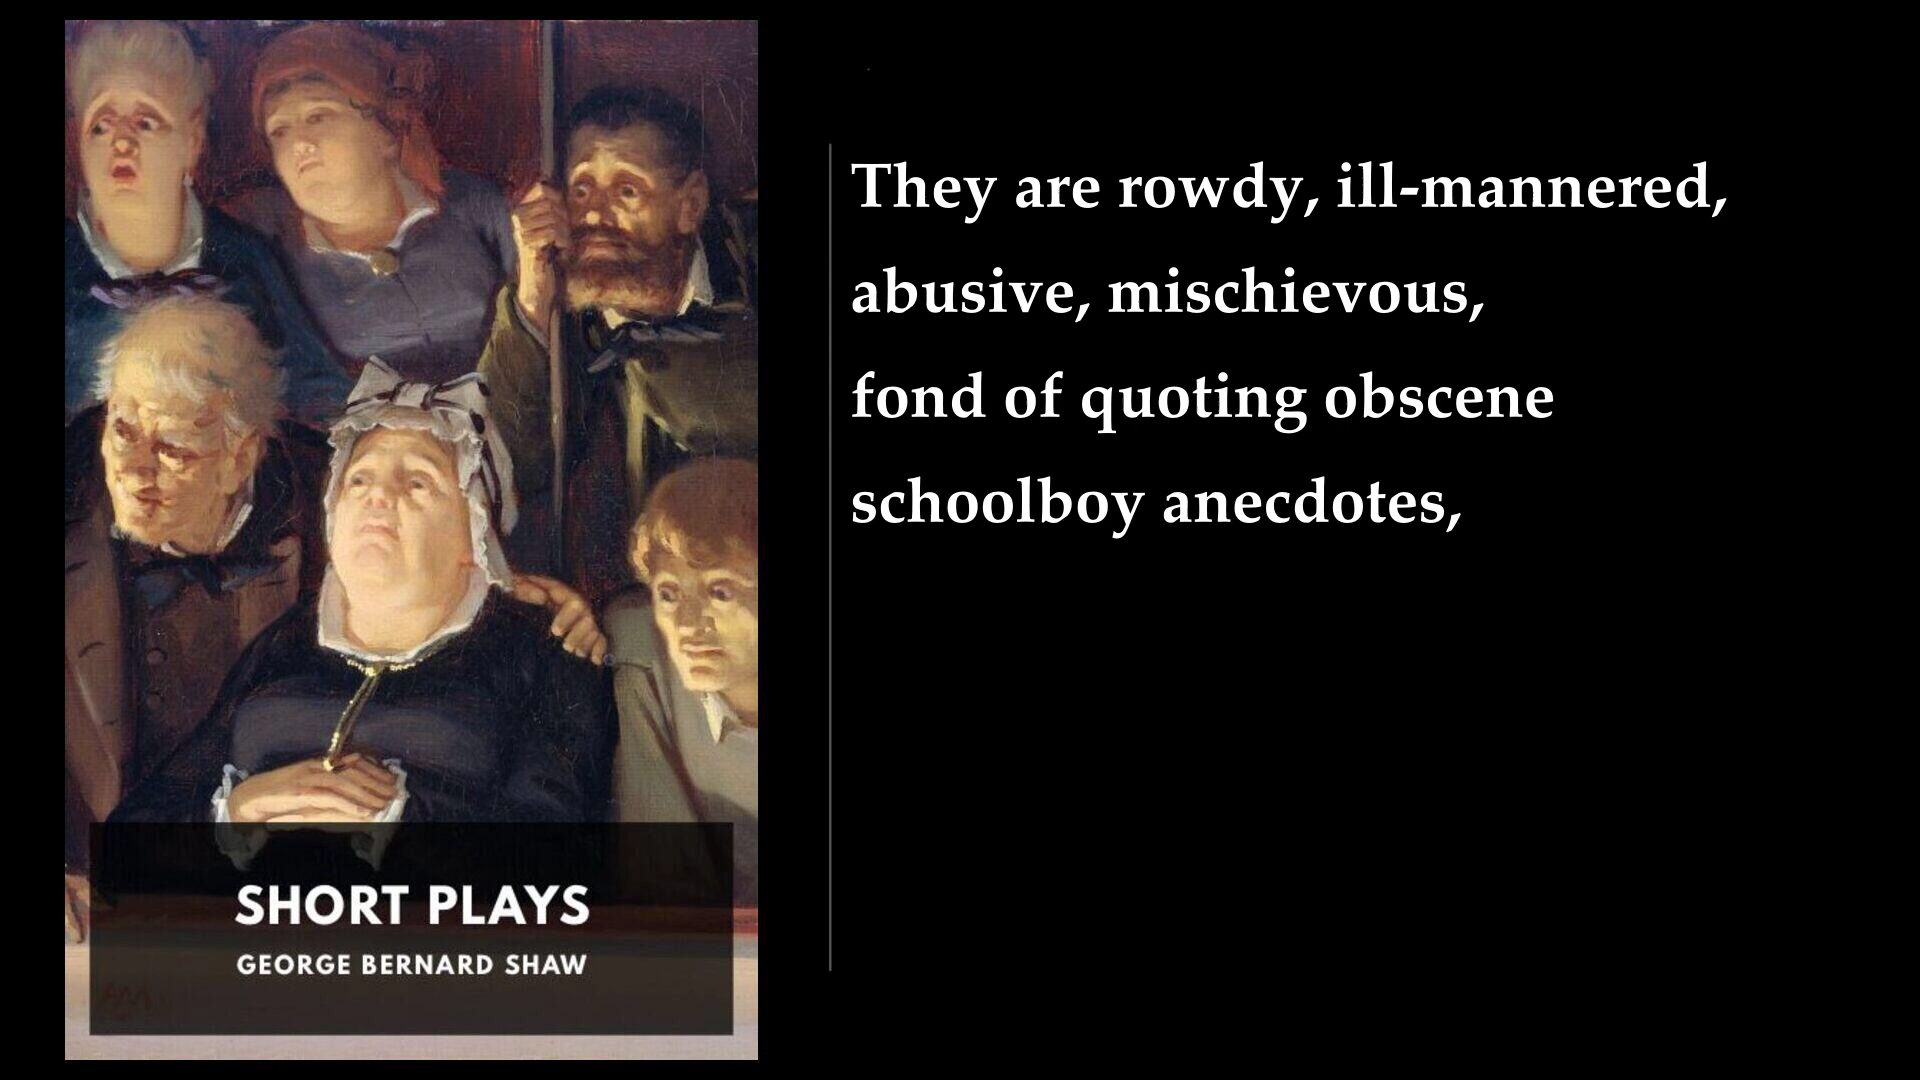 They are rowdy, ill-mannered,
abusive, mischievous,
fond of quoting obscene
schoolboy anecdotes,
SHORT PLAYS
GEORGE BERNARD SHAW